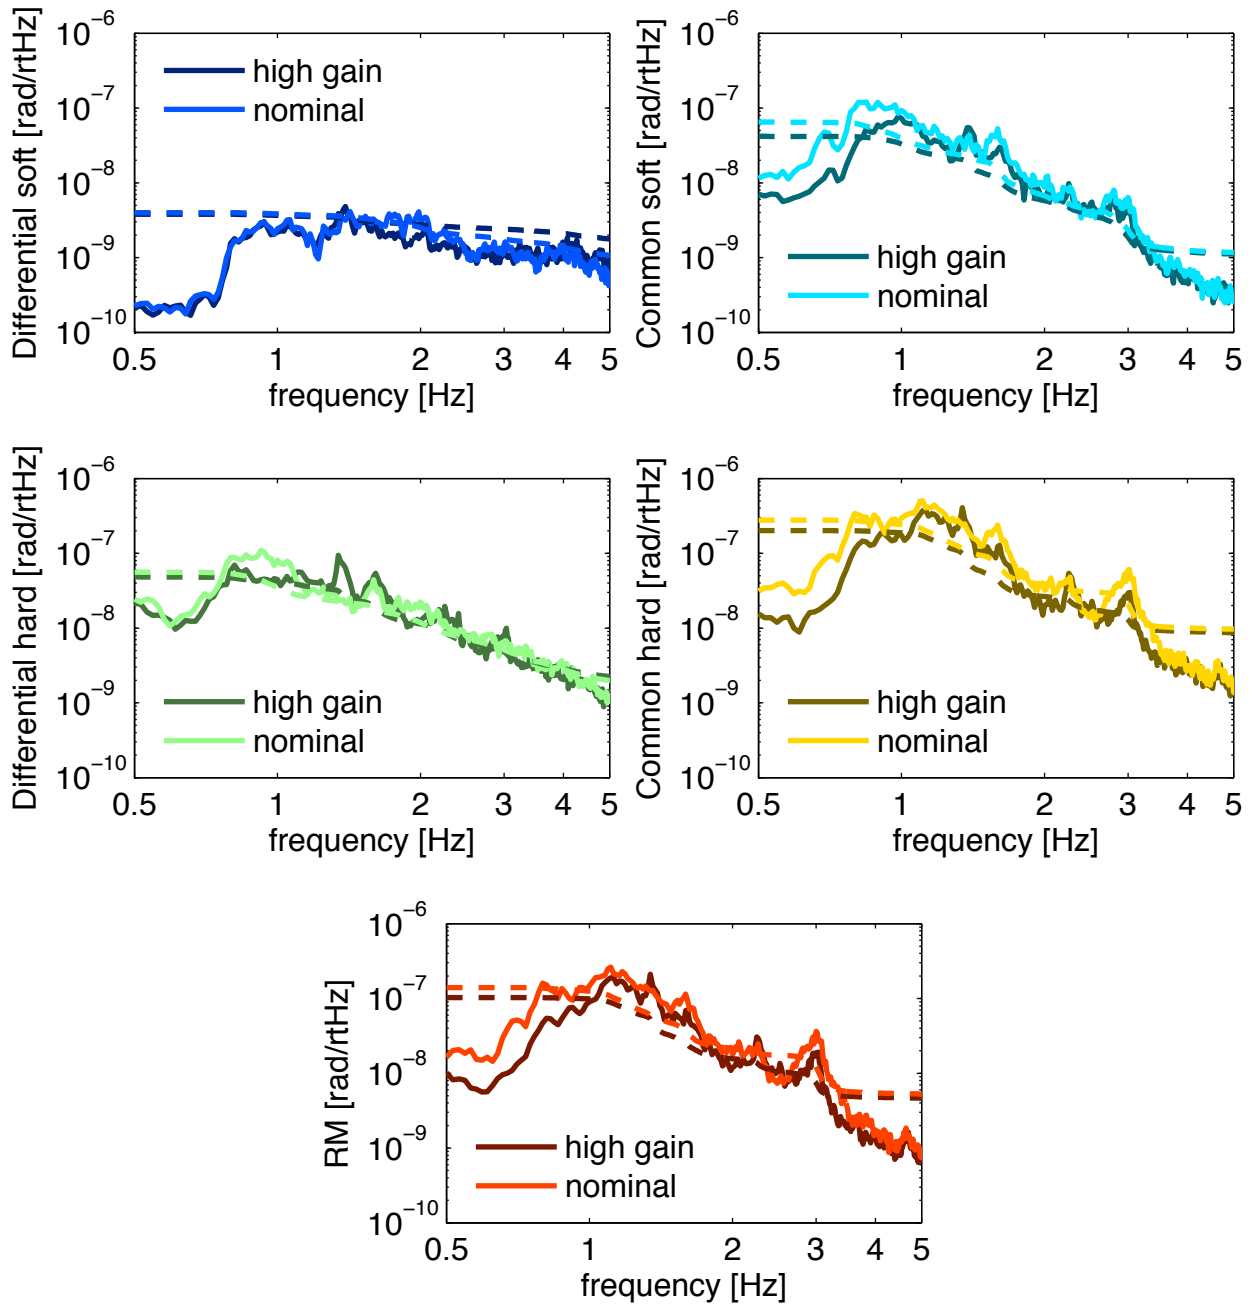 Differential soft [rad/rtHz]
10⁻⁶
10⁻⁷
10⁻⁸
10⁻⁹
10⁻¹⁰
high gain
nominal
0.5 1 2 3 4 5
frequency [Hz]
Common soft [rad/rtHz]
10⁻⁶
10⁻⁷
10⁻⁸
10⁻⁹
10⁻¹⁰
high gain
nominal
0.5 1 2 3 4 5
frequency [Hz]
Differential hard [rad/rtHz]
10⁻⁶
10⁻⁷
10⁻⁸
10⁻⁹
10⁻¹⁰
high gain
nominal
0.5 1 2 3 4 5
frequency [Hz]
Common hard [rad/rtHz]
10⁻⁶
10⁻⁷
10⁻⁸
10⁻⁹
10⁻¹⁰
high gain
nominal
0.5 1 2 3 4 5
frequency [Hz]
RM [rad/rtHz]
10⁻⁶
10⁻⁷
10⁻⁸
10⁻⁹
10⁻¹⁰
high gain
nominal
0.5 1 2 3 4 5
frequency [Hz]